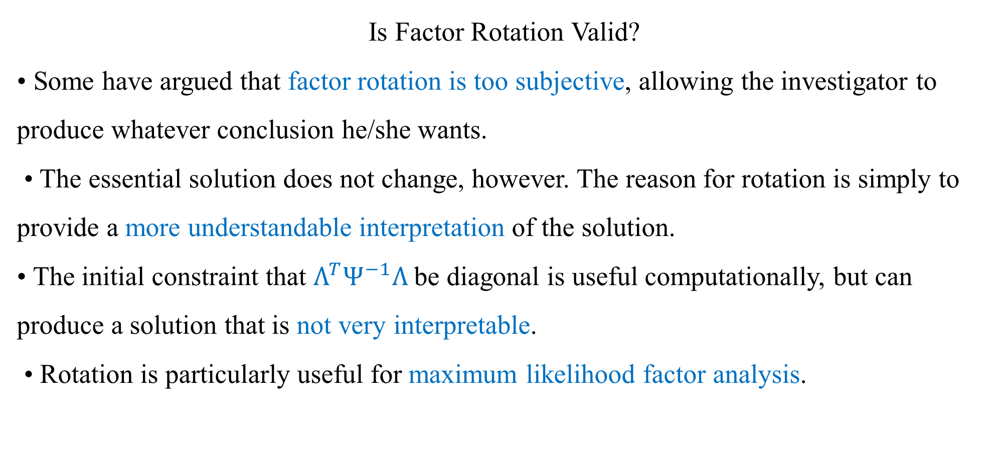 Is Factor Rotation Valid?
• Some have argued that factor rotation is too subjective, allowing the investigator to
produce whatever conclusion he/she wants.
• The essential solution does not change, however. The reason for rotation is simply to
provide a more understandable interpretation of the solution.
• The initial constraint that Λ^T Ψ^−1 Λ be diagonal is useful computationally, but can
produce a solution that is not very interpretable.
• Rotation is particularly useful for maximum likelihood factor analysis.